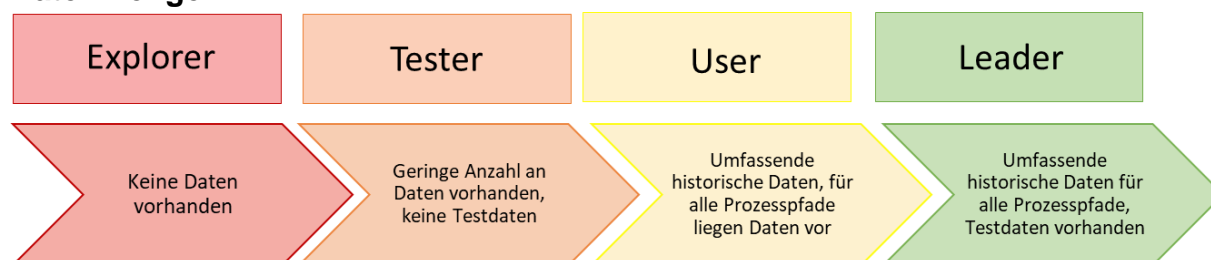 Explorer
Tester
User
Leader
Keine Daten
vorhanden
Geringe Anzahl an
Daten vorhanden,
keine Testdaten
Umfassende
historische Daten, für
alle Prozesspfade
liegen Daten vor
Umfassende
historische Daten für
alle Prozesspfade,
Testdaten vorhanden